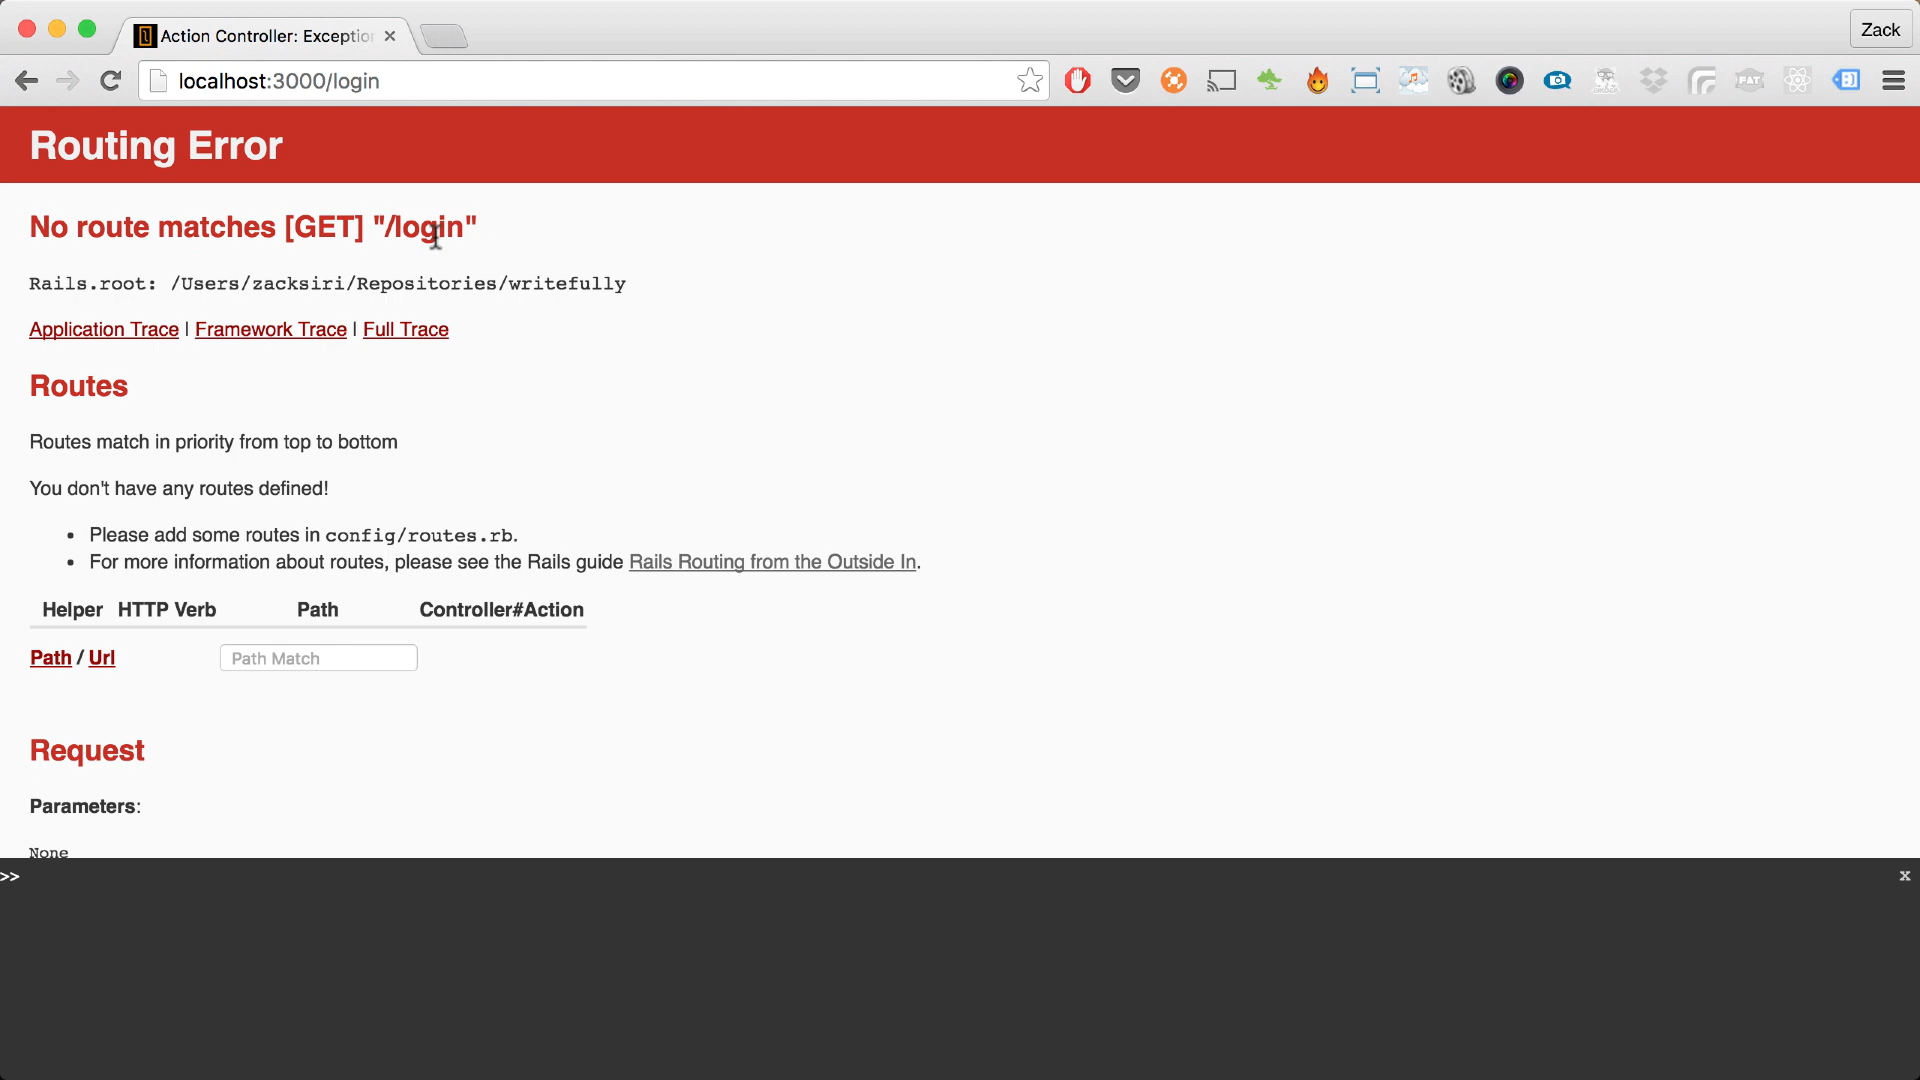 Action Controller: Exceptio
Zack
localhost:3000/login
Routing Error
No route matches [GET] "/login"
Rails.root: /Users/zacksiri/Repositories/writefully
Application Trace | Framework Trace | Full Trace
Routes
Routes match in priority from top to bottom
You don't have any routes defined!
• Please add some routes in config/routes.rb.
• For more information about routes, please see the Rails guide Rails Routing from the Outside In.
Helper HTTP Verb Path Controller#Action
Path / Url Path Match
Request
Parameters:
None
>> x